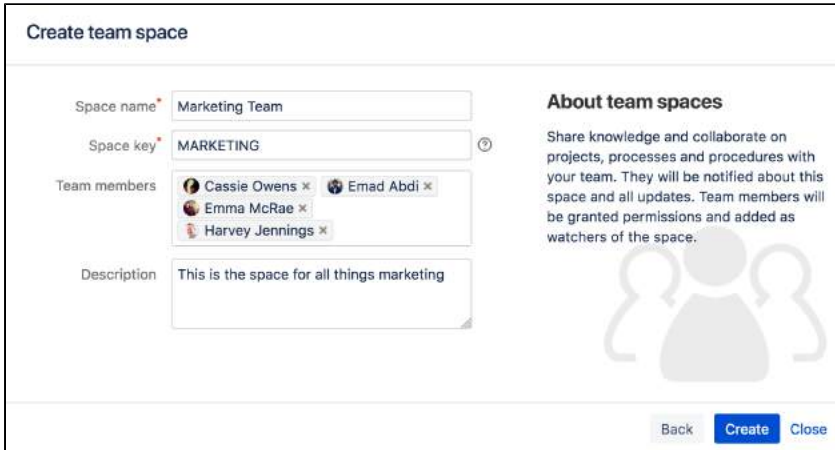 Create team space
Space name* Marketing Team
Space key* MARKETING
Team members Cassie Owens × Emad Abdi ×
Emma McRae ×
Harvey Jennings ×
Description This is the space for all things marketing
About team spaces
Share knowledge and collaborate on
projects, processes and procedures with
your team. They will be notified about this
space and all updates. Team members will
be granted permissions and added as
watchers of the space.
Back Create Close